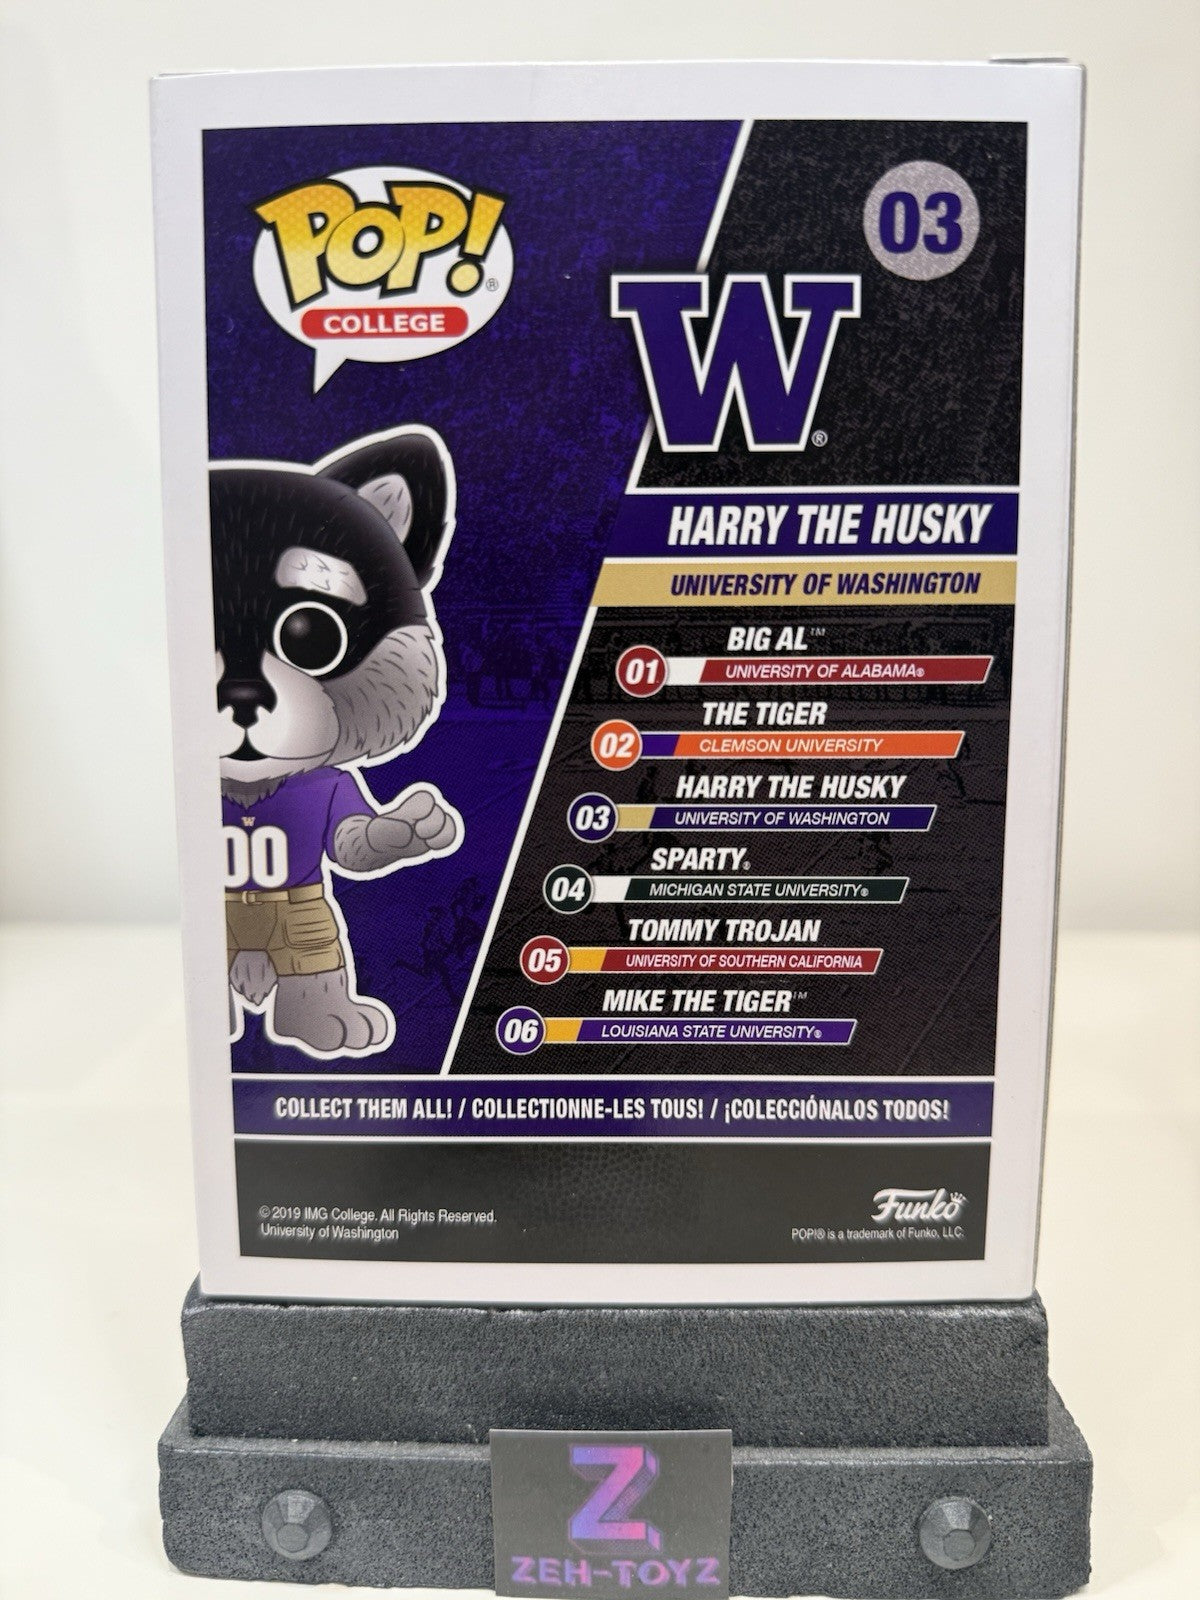 POP!®
COLLEGE
03
W®
HARRY THE HUSKY
UNIVERSITY OF WASHINGTON
BIG AL™
01 UNIVERSITY OF ALABAMA®
THE TIGER
02 CLEMSON UNIVERSITY
HARRY THE HUSKY
03 UNIVERSITY OF WASHINGTON
SPARTY®
04 MICHIGAN STATE UNIVERSITY®
TOMMY TROJAN
05 UNIVERSITY OF SOUTHERN CALIFORNIA
MIKE THE TIGER™
06 LOUISIANA STATE UNIVERSITY®
W
00
COLLECT THEM ALL! / COLLECTIONNE-LES TOUS! / ¡COLECCIÓNALOS TODOS!
© 2019 IMG College. All Rights Reserved.
University of Washington
Funko
POP!® is a trademark of Funko, LLC.
Z
ZEH-TOYZ